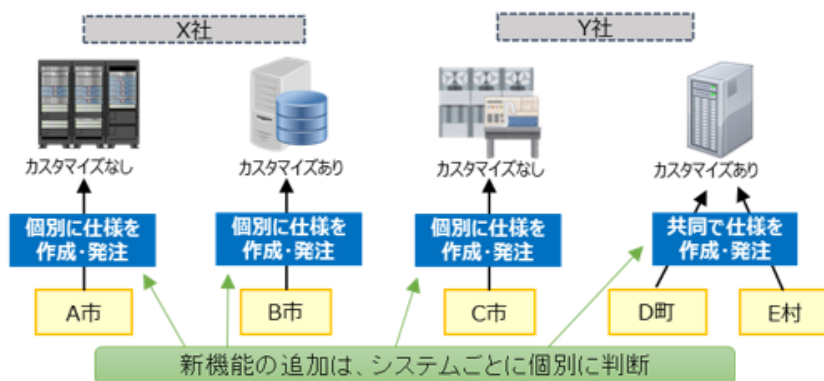 X社
Y社
カスタマイズなし
カスタマイズあり
カスタマイズなし
カスタマイズあり
個別に仕様を
作成・発注
個別に仕様を
作成・発注
個別に仕様を
作成・発注
共同で仕様を
作成・発注
A市
B市
C市
D町
E村
新機能の追加は、システムごとに個別に判断